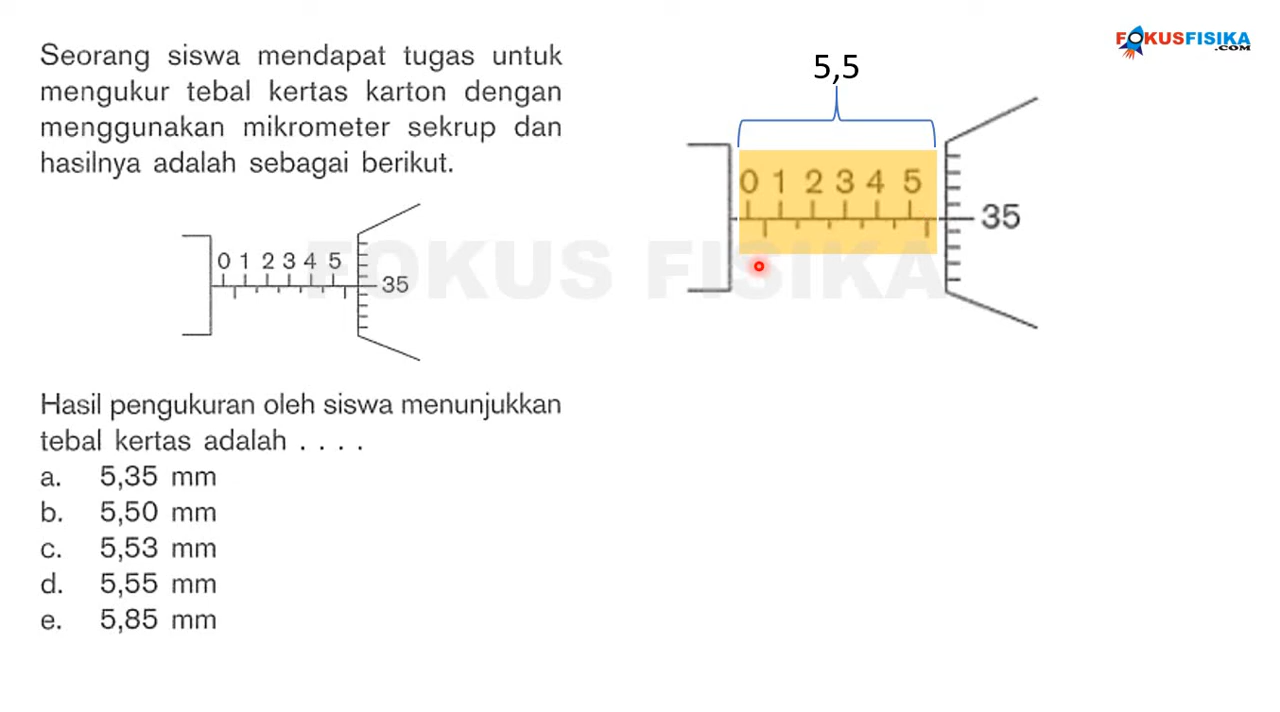 FOKUSFISIKA
.COM
Seorang siswa mendapat tugas untuk
mengukur tebal kertas karton dengan
menggunakan mikrometer sekrup dan
hasilnya adalah sebagai berikut.
0 1 2 3 4 5
35
Hasil pengukuran oleh siswa menunjukkan
tebal kertas adalah . . . .
a. 5,35 mm
b. 5,50 mm
c. 5,53 mm
d. 5,55 mm
e. 5,85 mm
5,5
0 1 2 3 4 5
35
FOKUS FISIKA